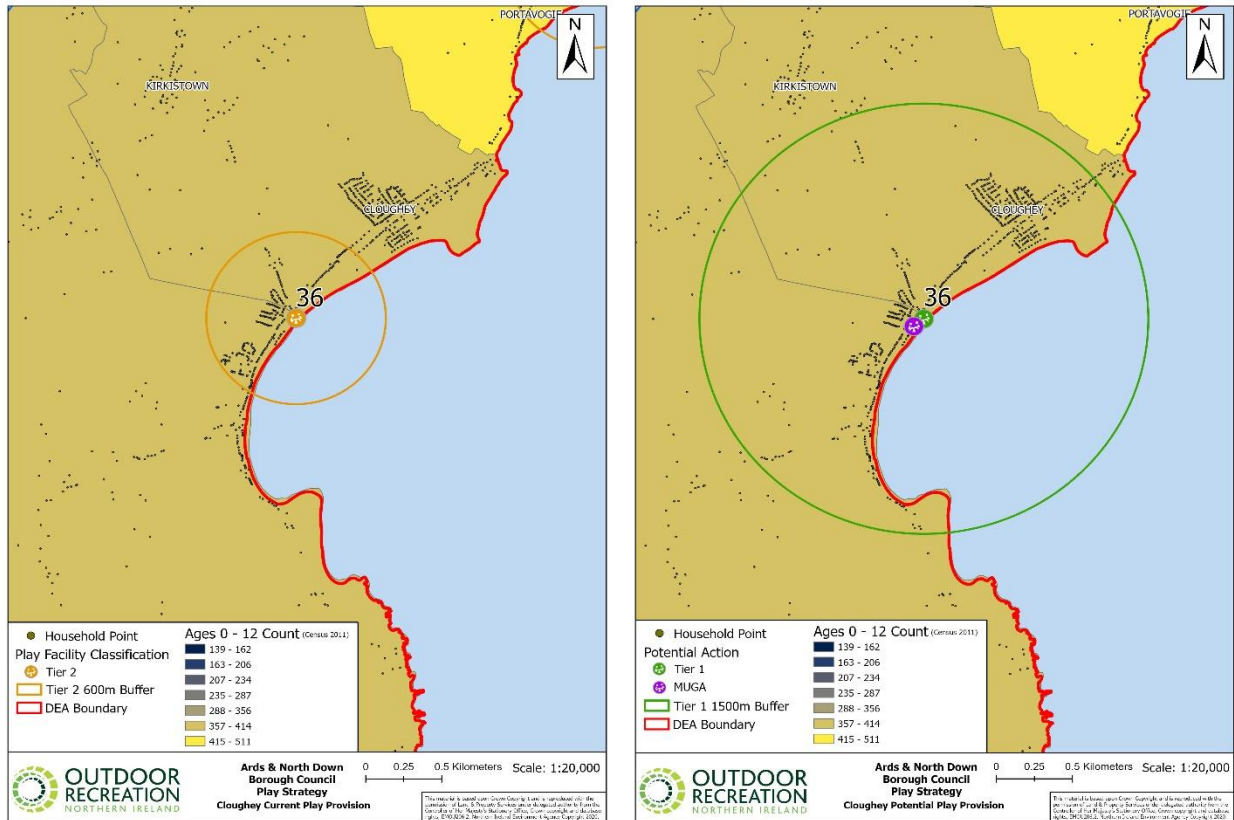 PORTAVOGIE
N
KIRKISTOWN
CLOUGHEY
36
Household Point
Play Facility Classification
Tier 2
Tier 2 600m Buffer
DEA Boundary
Ages 0 - 12 Count (Census 2011)
139 - 162
163 - 206
207 - 234
235 - 287
288 - 356
357 - 414
415 - 511
OUTDOOR
RECREATION
NORTHERN IRELAND
Ards & North Down
Borough Council
Play Strategy
Cloughey Current Play Provision
0 0.25 0.5 Kilometers
Scale: 1:20,000
PORTAVOGIE
N
KIRKISTOWN
CLOUGHEY
36
Household Point
Potential Action
Tier 1
MUGA
Tier 1 1500m Buffer
DEA Boundary
Ages 0 - 12 Count (Census 2011)
139 - 162
163 - 206
207 - 234
235 - 287
288 - 356
357 - 414
415 - 511
OUTDOOR
RECREATION
NORTHERN IRELAND
Ards & North Down
Borough Council
Play Strategy
Cloughey Potential Play Provision
0 0.25 0.5 Kilometers
Scale: 1:20,000